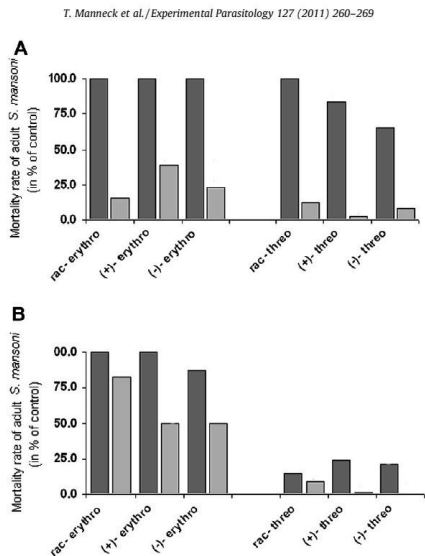 T. Manneck et al. / Experimental Parasitology 127 (2011) 260–269
A
Mortality rate of adult S. mansoni
(in % of control)
100.0
75.0
50.0
25.0
0.0
rac- erythro
(+)- erythro
(-)- erythro
rac- threo
(+)- threo
(-)- threo
B
Mortality rate of adult S. mansoni
(in % of control)
00.0
75.0
50.0
25.0
0.0
rac- erythro
(+)- erythro
(-)- erythro
rac- threo
(+)- threo
(-)- threo